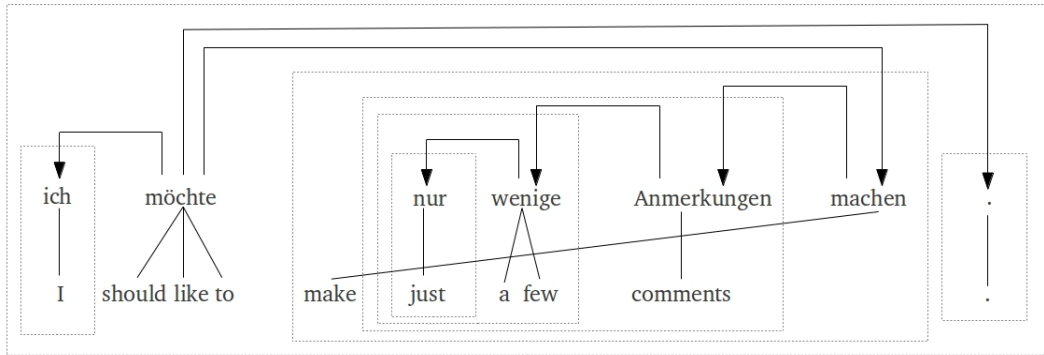 ich möchte nur wenige Anmerkungen machen .
I should like to make just a few comments .